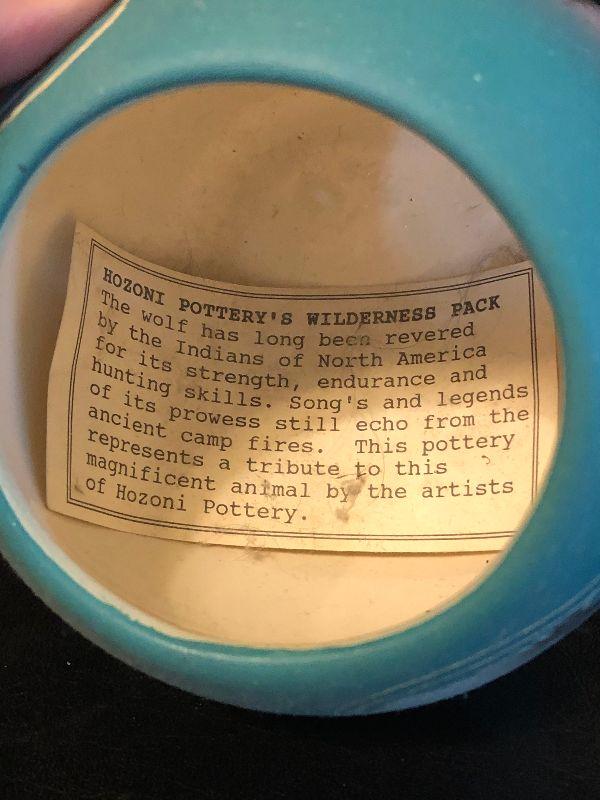 HOZONI POTTERY'S WILDERNESS PACK
The wolf has long been revered
by the Indians of North America
for its strength, endurance and
hunting skills. Song's and legends
of its prowess still echo from the
ancient camp fires. This pottery
represents a tribute to this
magnificent animal by the artists
of Hozoni Pottery.